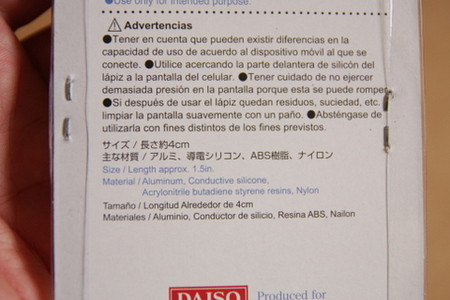 ●Use only for intended purpose.
⚠ Advertencias
●Tener en cuenta que pueden existir diferencias en la
capacidad de uso de acuerdo al dispositivo móvil al que se
conecte. ●Utilice acercando la parte delantera de silicón del
lápiz a la pantalla del celular. ●Tener cuidado de no ejercer
demasiada presión en la pantalla porque esta se puede romper.
●Si después de usar el lápiz quedan residuos, suciedad, etc.
limpiar la pantalla suavemente con un paño. ●Absténgase de
utilizarla con fines distintos de los fines previstos.
サイズ / 長さ約4cm
主な材質 / アルミ、導電シリコン、ABS樹脂、ナイロン
Size / Length approx. 1.5in.
Material / Aluminum, Conductive silicone,
Acrylonitrile butadiene styrene resins, Nylon
Tamaño / Longitud Alrededor de 4cm
Materiales / Aluminio, Conductor de silicio, Resina ABS, Nailon
DAISO
Produced for